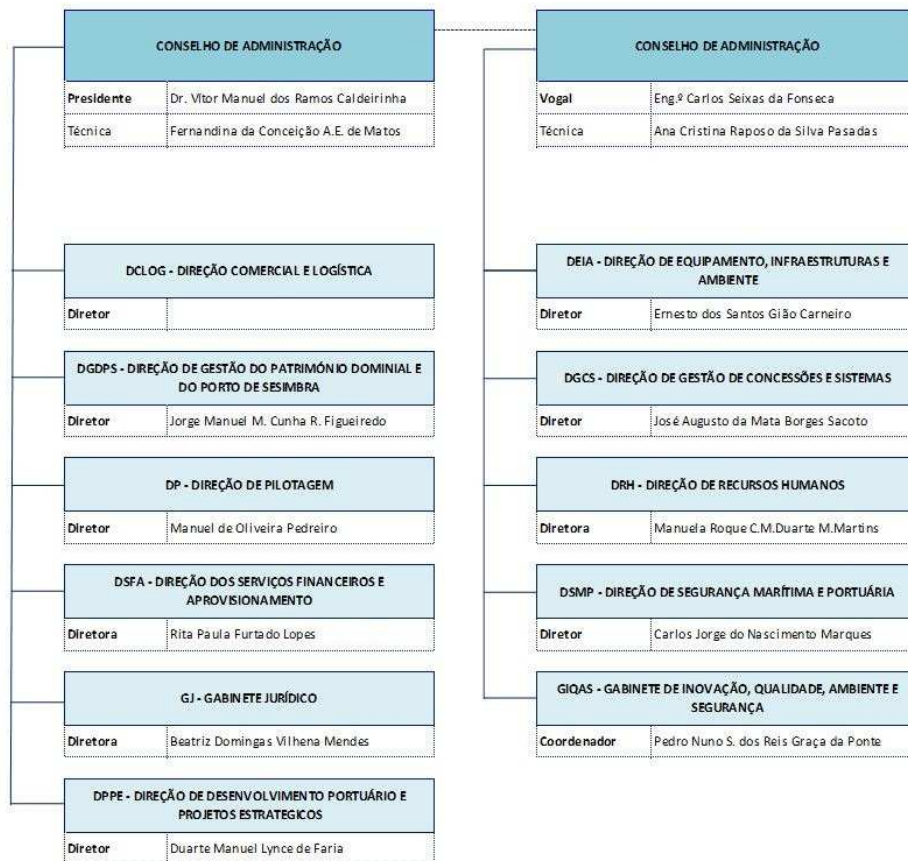 CONSELHO DE ADMINISTRAÇÃO
Presidente Dr. Vítor Manuel dos Ramos Caldeirinha
Técnica Fernandina da Conceição A.E. de Matos
DCLOG - DIREÇÃO COMERCIAL E LOGÍSTICA
Diretor
DGDPS - DIREÇÃO DE GESTÃO DO PATRIMÓNIO DOMINIAL E
DO PORTO DE SESIMBRA
Diretor Jorge Manuel M. Cunha R. Figueiredo
DP - DIREÇÃO DE PILOTAGEM
Diretor Manuel de Oliveira Pedreiro
DSFA - DIREÇÃO DOS SERVIÇOS FINANCEIROS E
APROVISIONAMENTO
Diretora Rita Paula Furtado Lopes
GJ - GABINETE JURÍDICO
Diretora Beatriz Domingas Vilhena Mendes
DPPE - DIREÇÃO DE DESENVOLVIMENTO PORTUÁRIO E
PROJETOS ESTRATEGICOS
Diretor Duarte Manuel Lynce de Faria
CONSELHO DE ADMINISTRAÇÃO
Vogal Eng.º Carlos Seixas da Fonseca
Técnica Ana Cristina Raposo da Silva Pasadas
DEIA - DIREÇÃO DE EQUIPAMENTO, INFRAESTRUTURAS E
AMBIENTE
Diretor Ernesto dos Santos Gião Carneiro
DGCS - DIREÇÃO DE GESTÃO DE CONCESSÕES E SISTEMAS
Diretor José Augusto da Mata Borges Sacoto
DRH - DIREÇÃO DE RECURSOS HUMANOS
Diretora Manuela Roque C.M.Duarte M.Martins
DSMP - DIREÇÃO DE SEGURANÇA MARÍTIMA E PORTUÁRIA
Diretor Carlos Jorge do Nascimento Marques
GIQAS - GABINETE DE INOVAÇÃO, QUALIDADE, AMBIENTE E
SEGURANÇA
Coordenador Pedro Nuno S. dos Reis Graça da Ponte